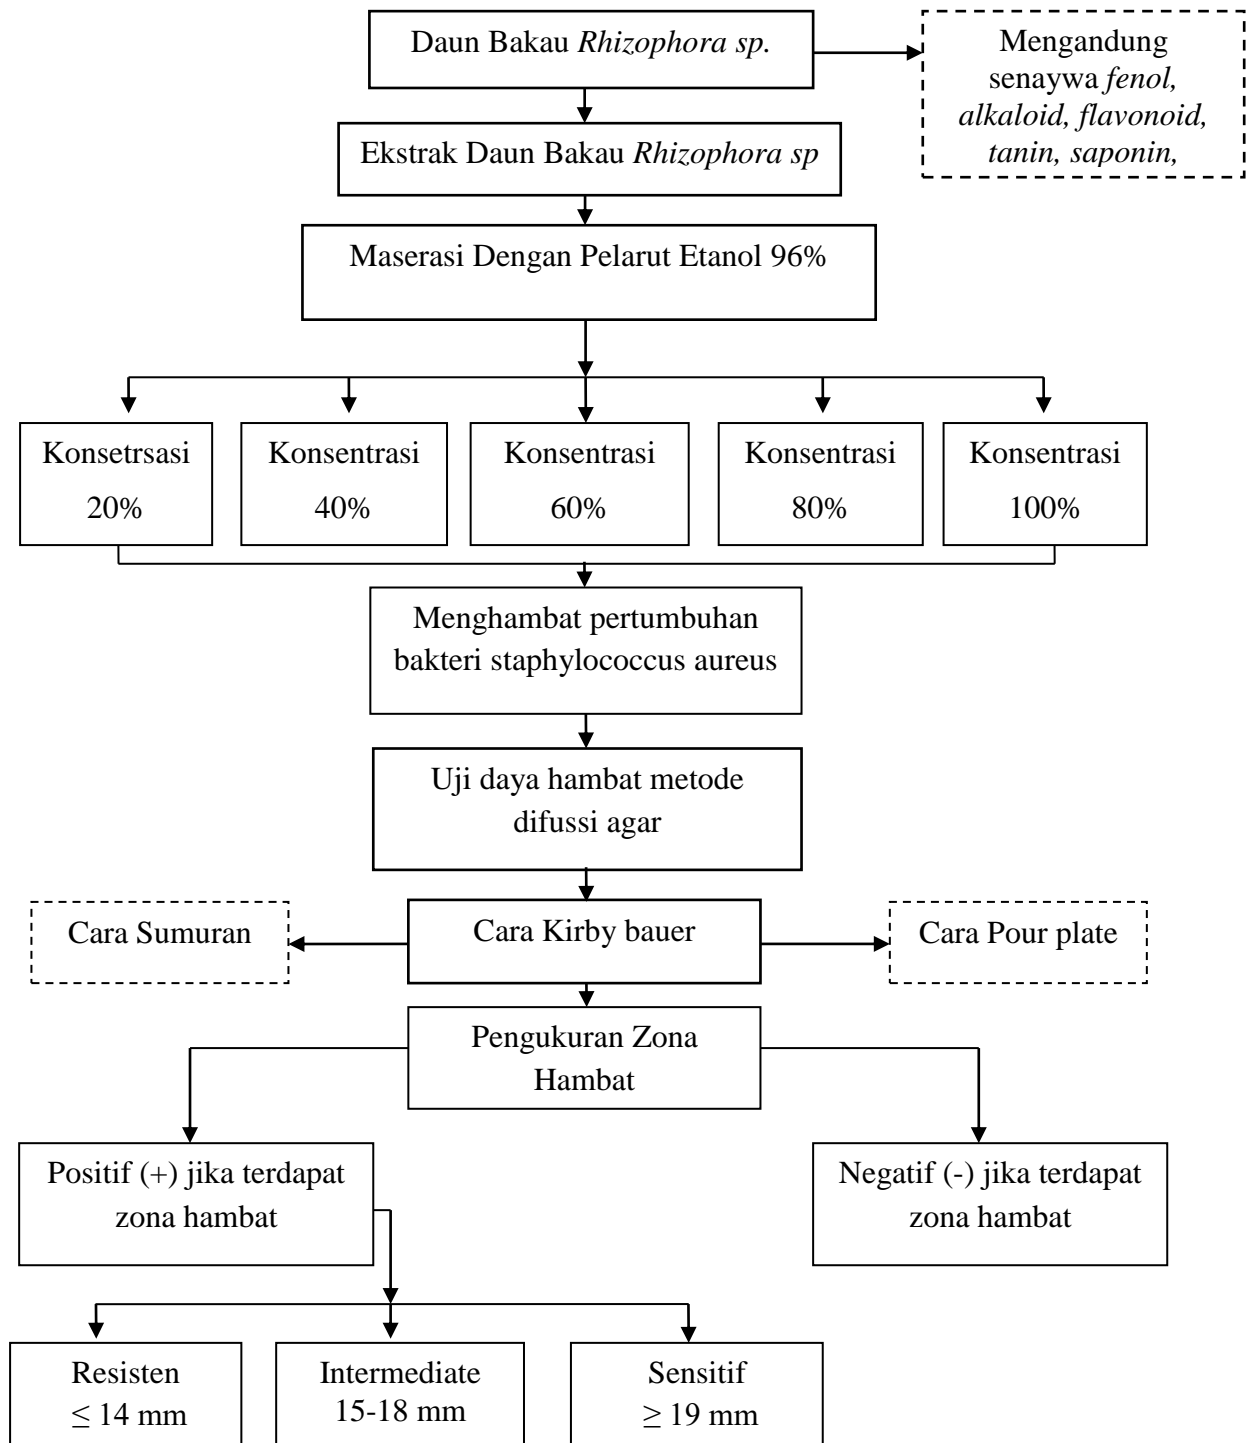 Daun Bakau Rhizophora sp.
Mengandung
senaywa fenol,
alkaloid, flavonoid,
tanin, saponin,
Ekstrak Daun Bakau Rhizophora sp
Maserasi Dengan Pelarut Etanol 96%
Konsetrsasi
20%
Konsentrasi
40%
Konsentrasi
60%
Konsentrasi
80%
Konsentrasi
100%
Menghambat pertumbuhan
bakteri staphylococcus aureus
Uji daya hambat metode
difussi agar
Cara Sumuran
Cara Kirby bauer
Cara Pour plate
Pengukuran Zona
Hambat
Positif (+) jika terdapat
zona hambat
Negatif (-) jika terdapat
zona hambat
Resisten
≤ 14 mm
Intermediate
15-18 mm
Sensitif
≥ 19 mm